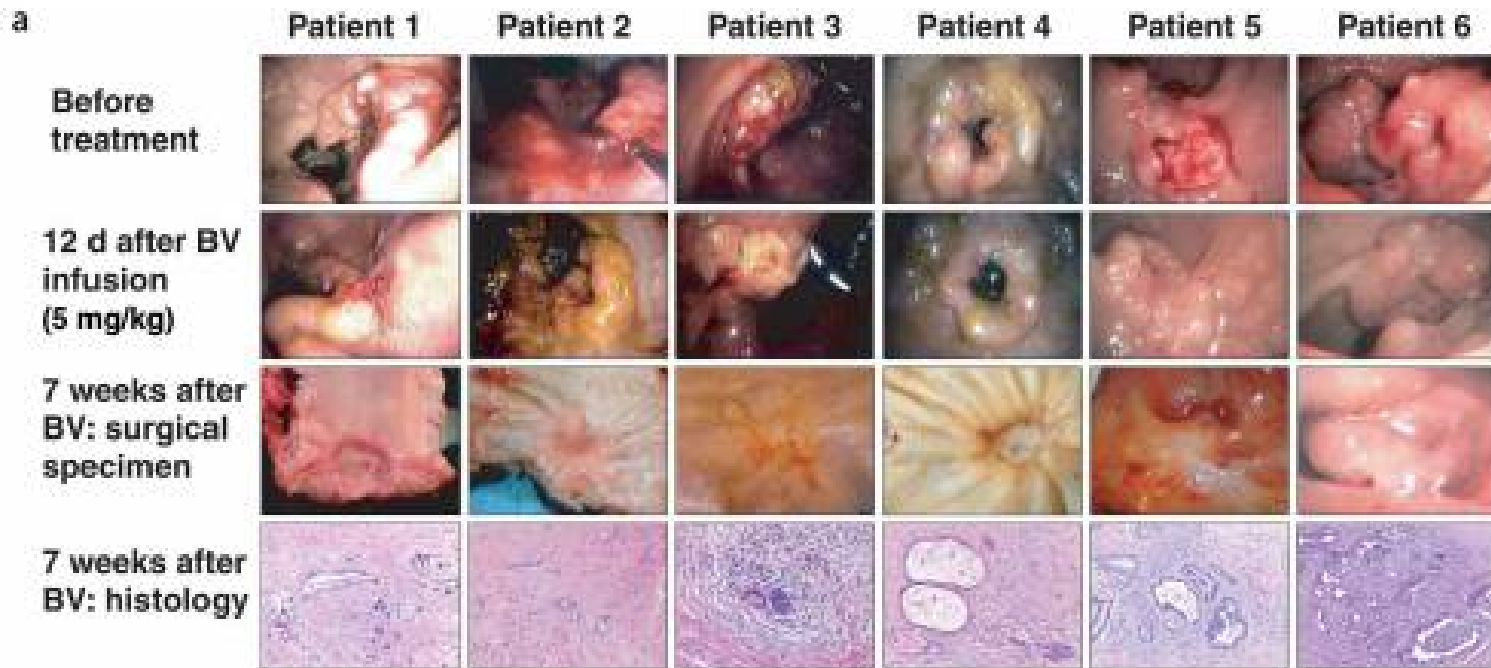 a
Patient 1 Patient 2 Patient 3 Patient 4 Patient 5 Patient 6
Before
treatment
12 d after BV
infusion
(5 mg/kg)
7 weeks after
BV: surgical
specimen
7 weeks after
BV: histology